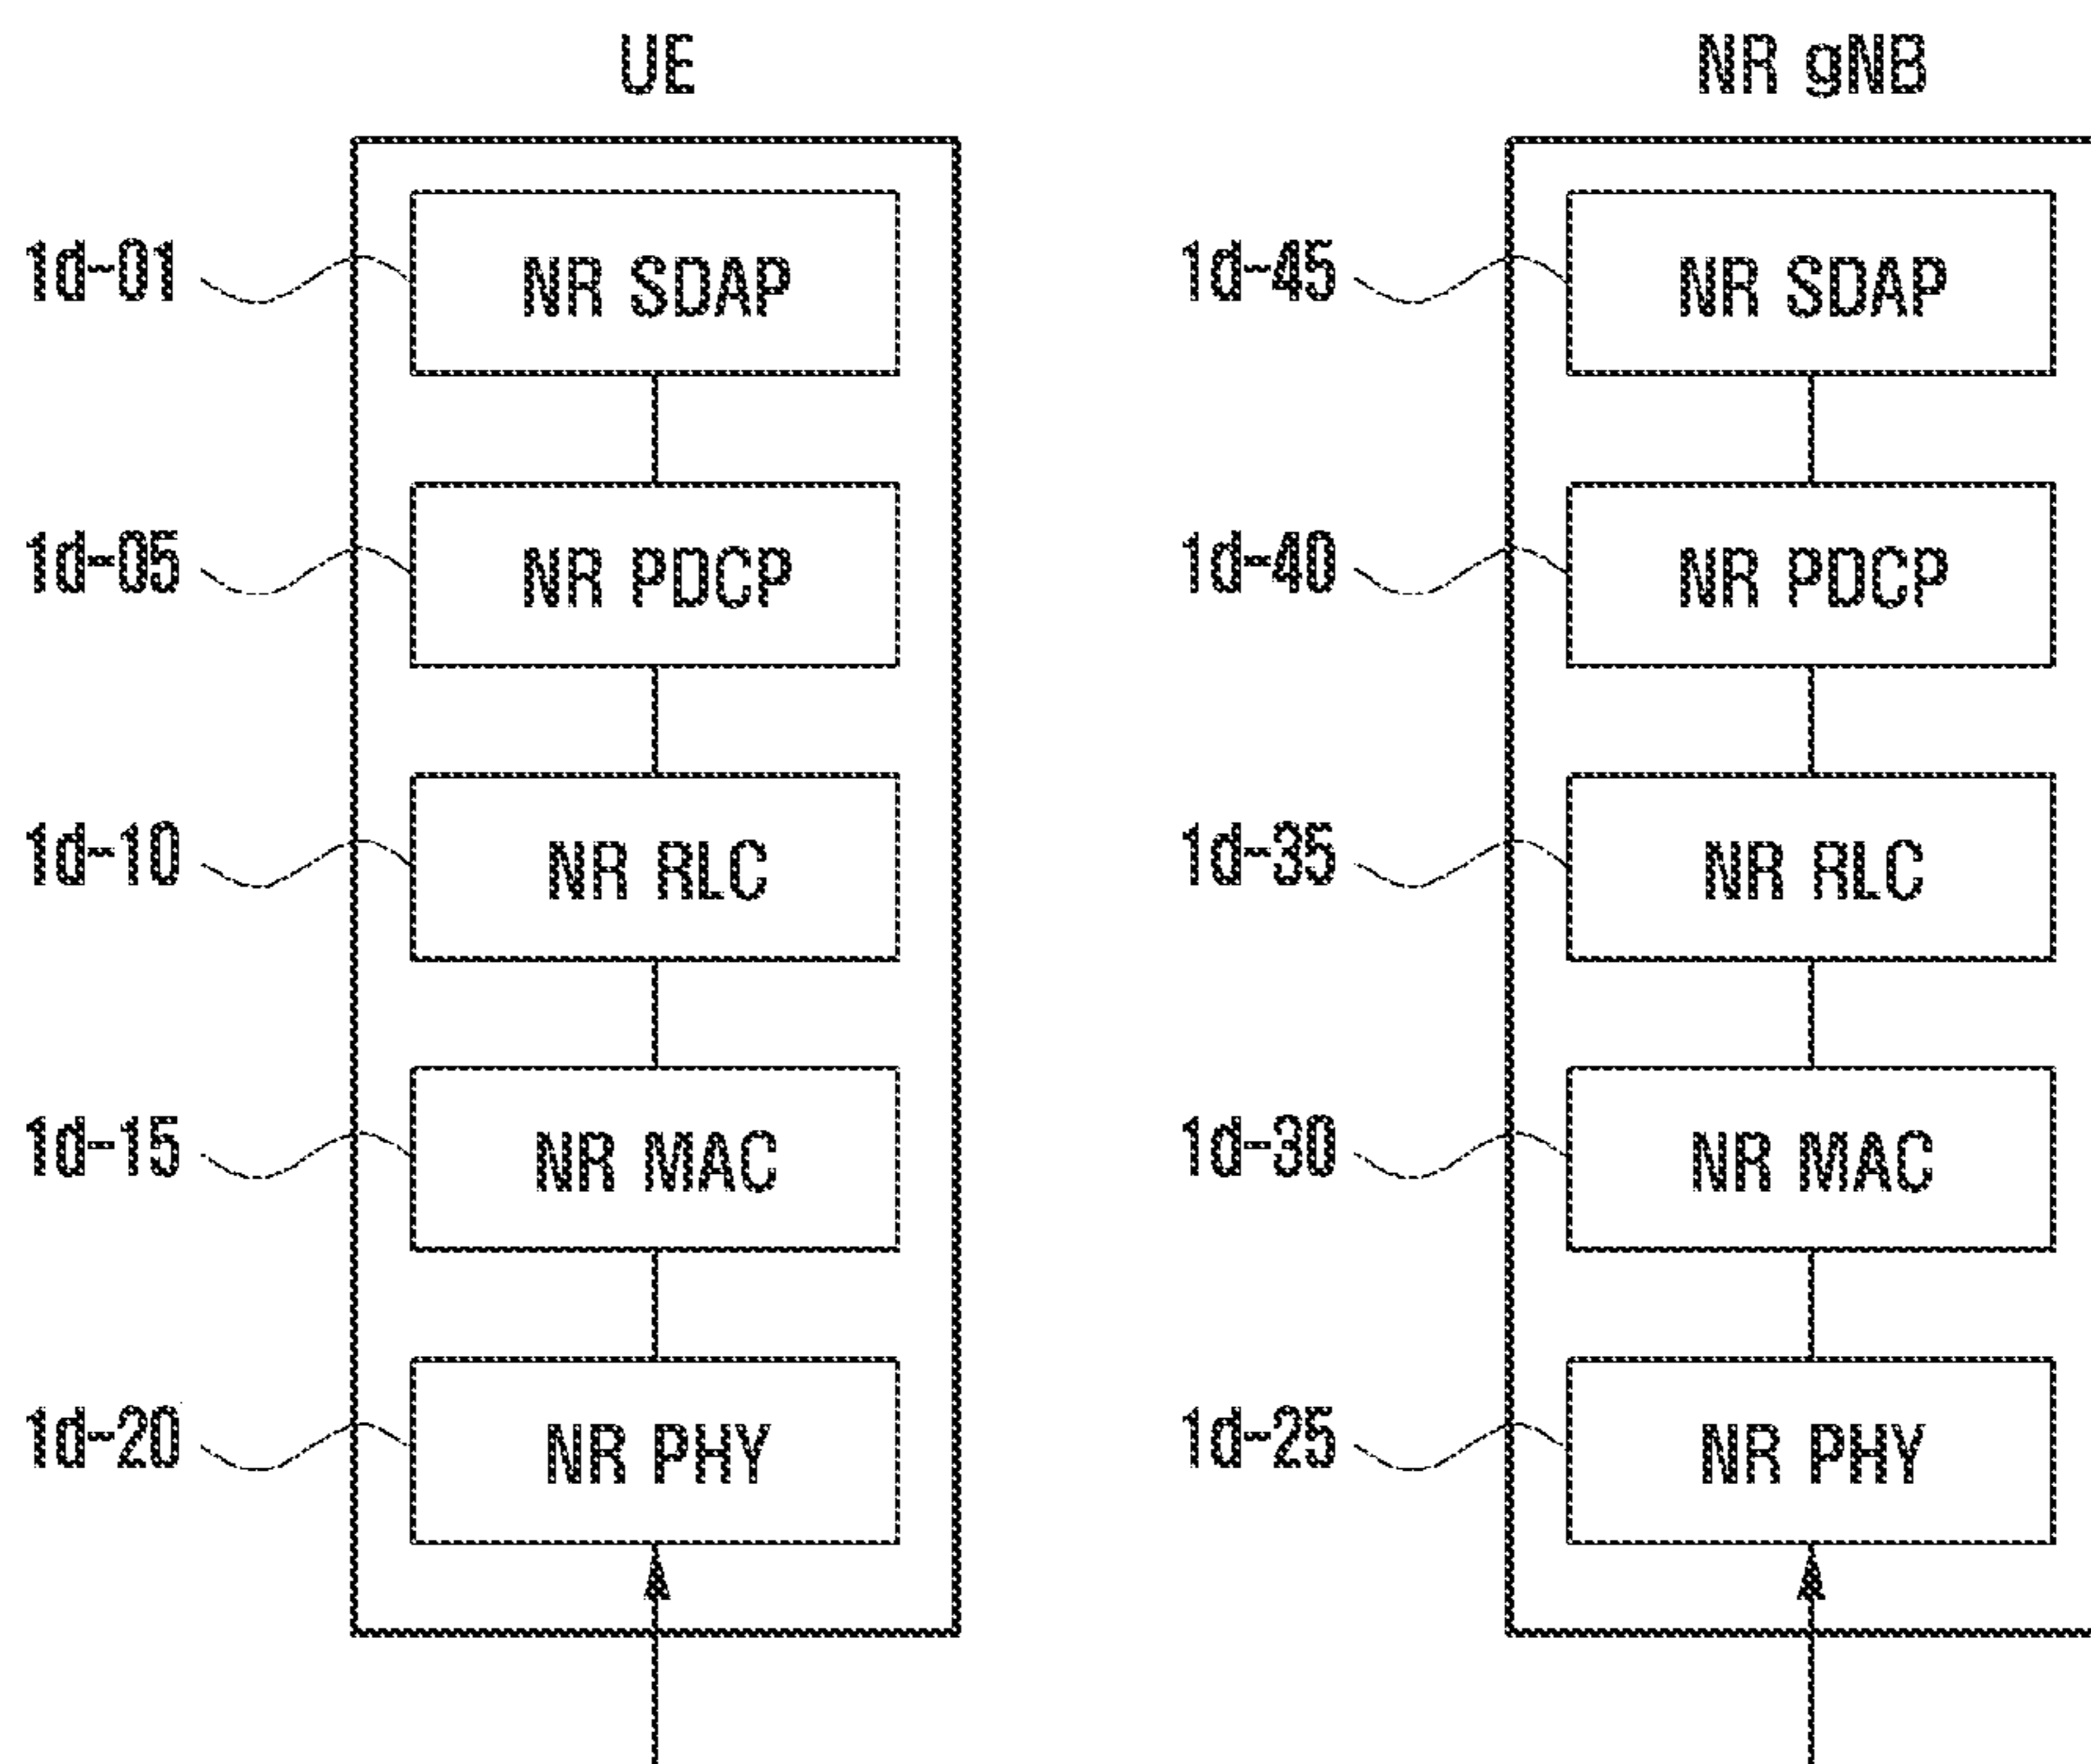 UE
NR gNB
1d-01
NR SDAP
1d-45
NR SDAP
1d-05
NR PDCP
1d-40
NR PDCP
1d-10
NR RLC
1d-35
NR RLC
1d-15
NR MAC
1d-30
NR MAC
1d-20
NR PHY
1d-25
NR PHY